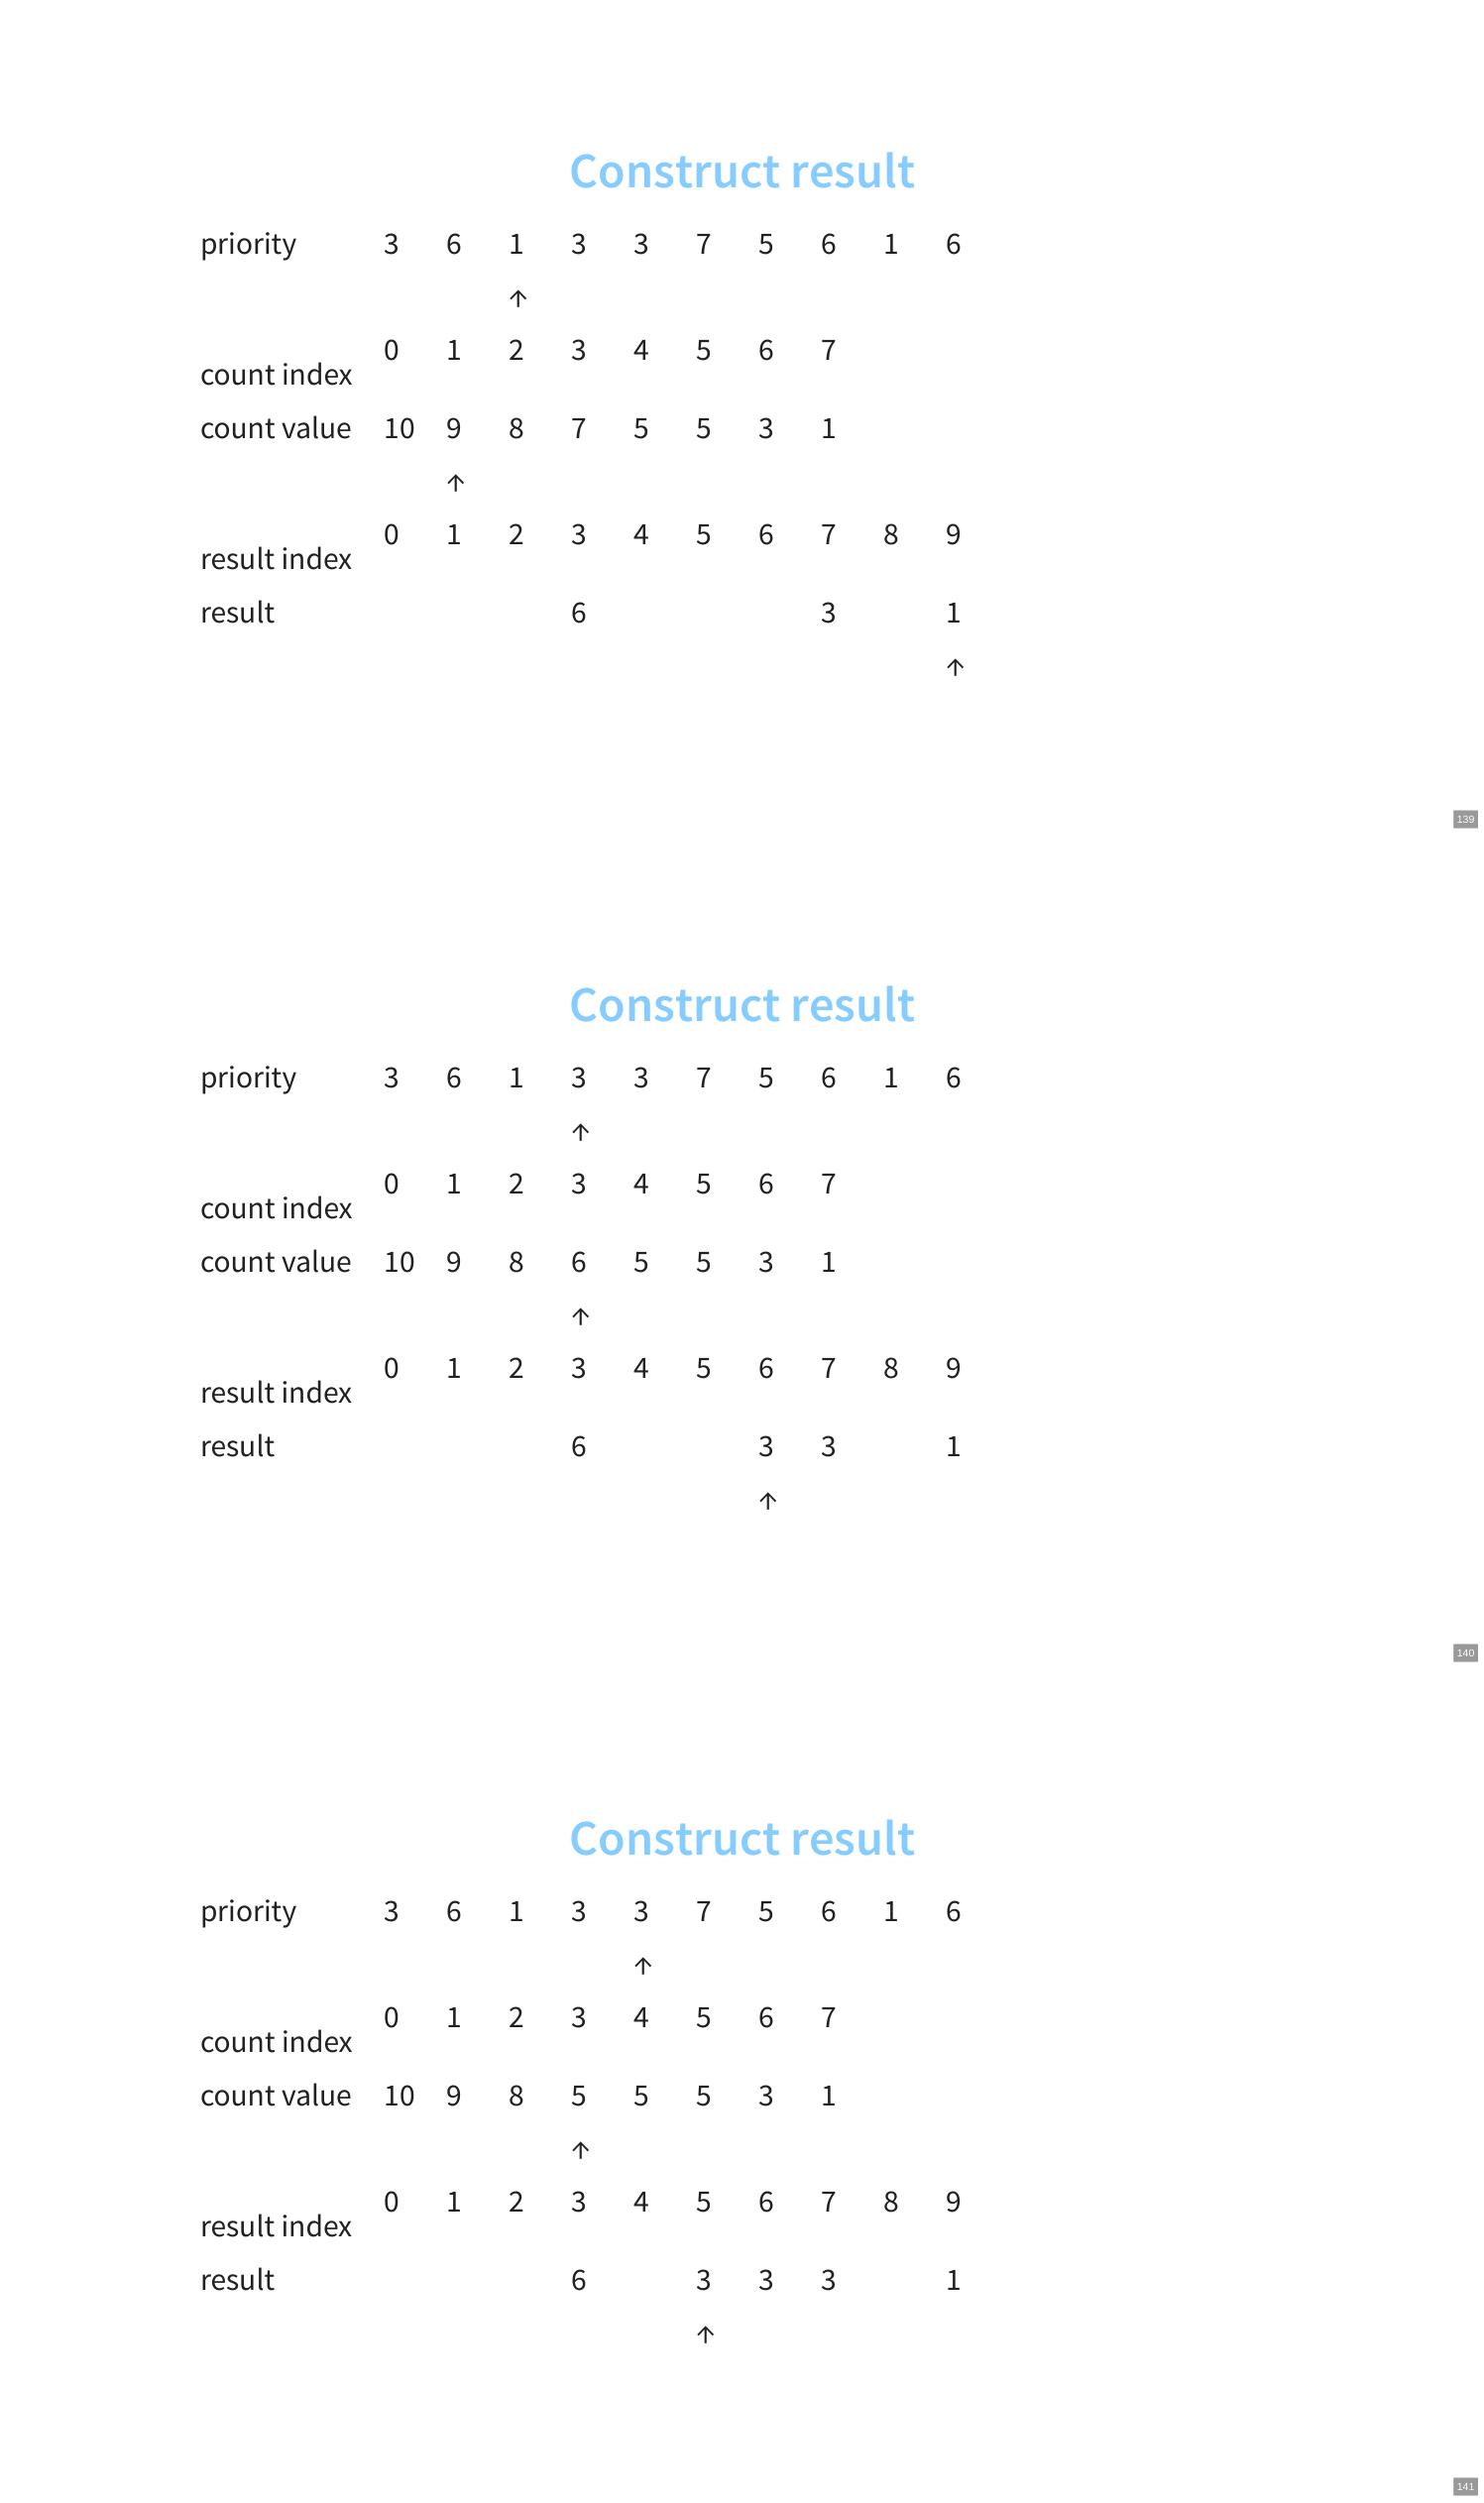 Construct result
priority 3 6 1 3 3 7 5 6 1 6
↑
0 1 2 3 4 5 6 7
count index
count value 10 9 8 7 5 5 3 1
↑
0 1 2 3 4 5 6 7 8 9
result index
result 6 3 1
↑
139
Construct result
priority 3 6 1 3 3 7 5 6 1 6
↑
0 1 2 3 4 5 6 7
count index
count value 10 9 8 6 5 5 3 1
↑
0 1 2 3 4 5 6 7 8 9
result index
result 6 3 3 1
↑
140
Construct result
priority 3 6 1 3 3 7 5 6 1 6
↑
0 1 2 3 4 5 6 7
count index
count value 10 9 8 5 5 5 3 1
↑
0 1 2 3 4 5 6 7 8 9
result index
result 6 3 3 3 1
↑
141